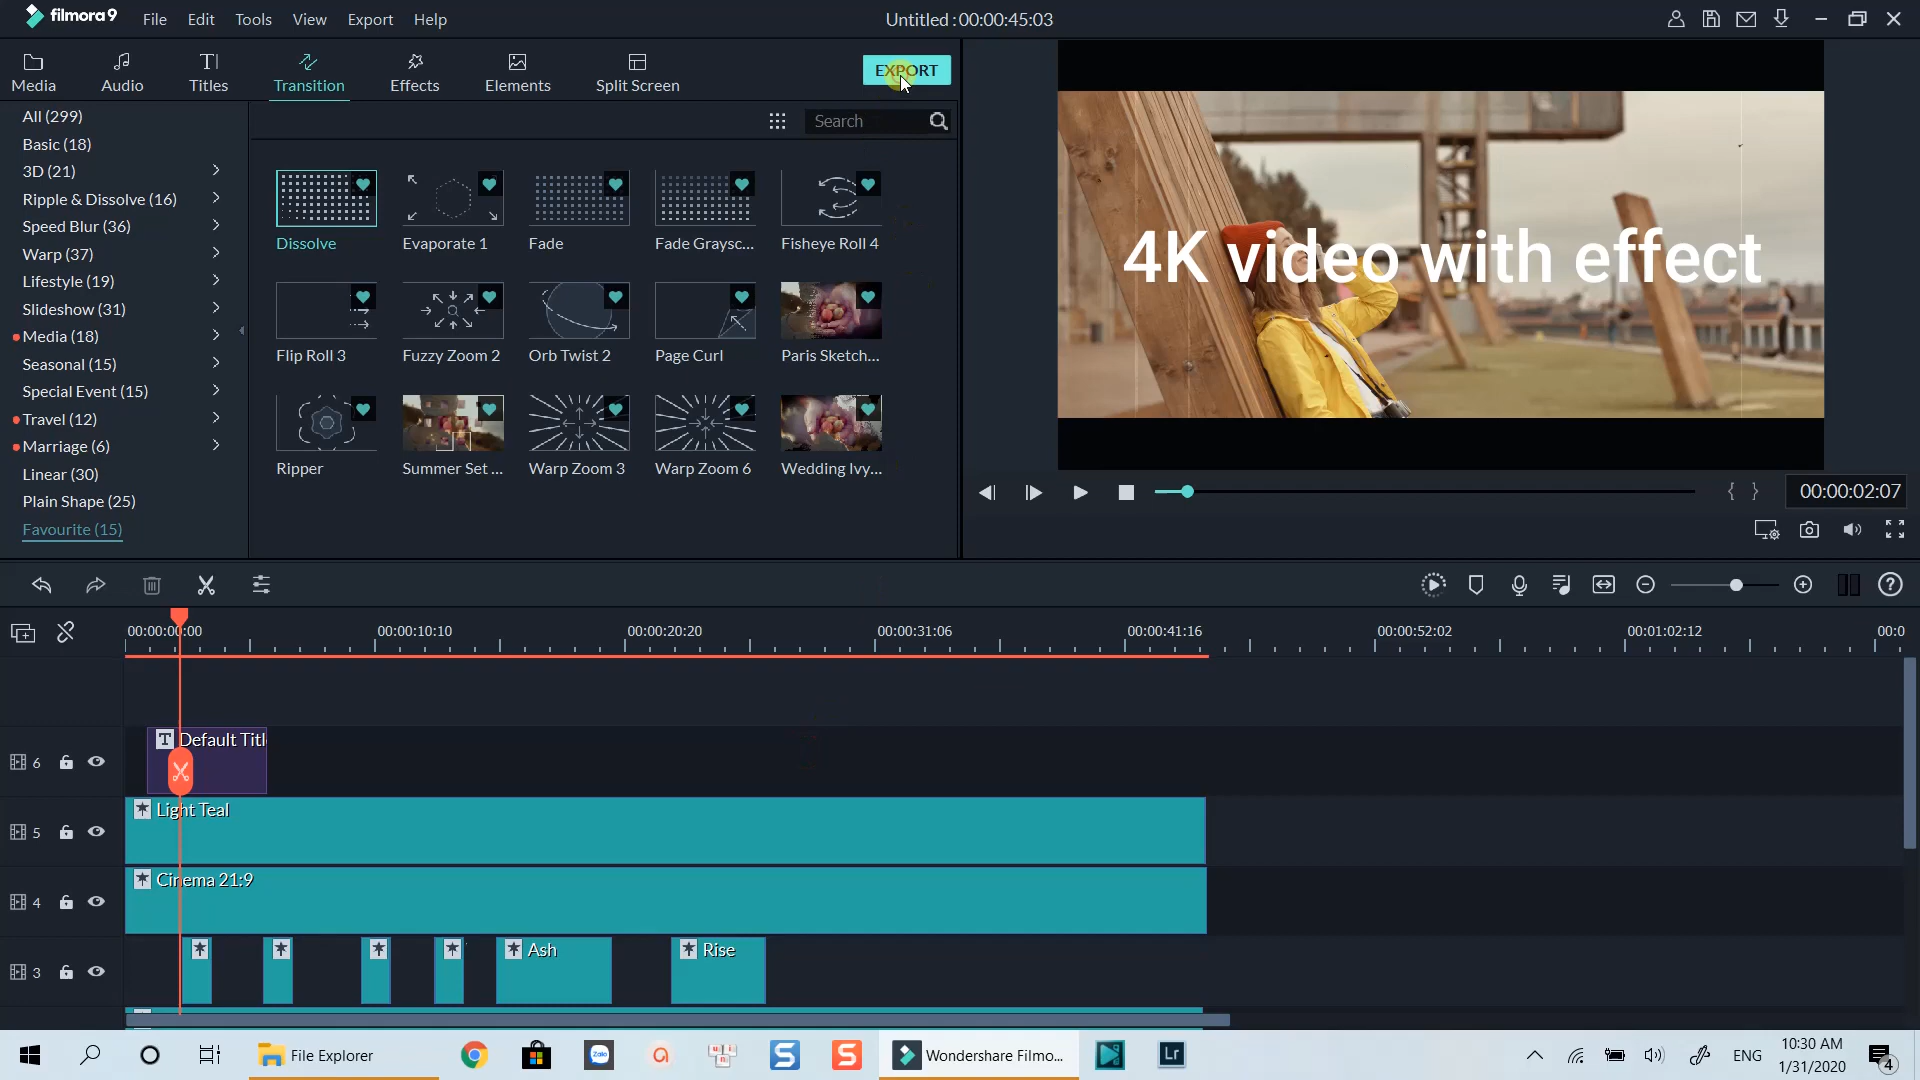 filmora9 File Edit Tools View Export Help Untitled : 00:00:45:03
Media Audio Titles Transition Effects Elements Split Screen EXPORT
Search
All (299)
Basic (18)
3D (21)
Ripple & Dissolve (16)
Speed Blur (36)
Warp (37)
Lifestyle (19)
Slideshow (31)
Media (18)
Seasonal (15)
Special Event (15)
Travel (12)
Marriage (6)
Linear (30)
Plain Shape (25)
Favourite (15)
Dissolve Evaporate 1 Fade Fade Graysc... Fisheye Roll 4
Flip Roll 3 Fuzzy Zoom 2 Orb Twist 2 Page Curl Paris Sketch...
Ripper Summer Set ... Warp Zoom 3 Warp Zoom 6 Wedding Ivy...
4K video with effect
{ } 00:00:02:07
00:00:00:00 00:00:10:10 00:00:20:20 00:00:31:06 00:00:41:16 00:00:52:02 00:01:02:12 00:0
6 T Default Titl
5 Light Teal
4 Cinema 21:9
3 Ash Rise
File Explorer Zalo S S Wondershare Filmo... Lr ENG 10:30 AM
1/31/2020 4